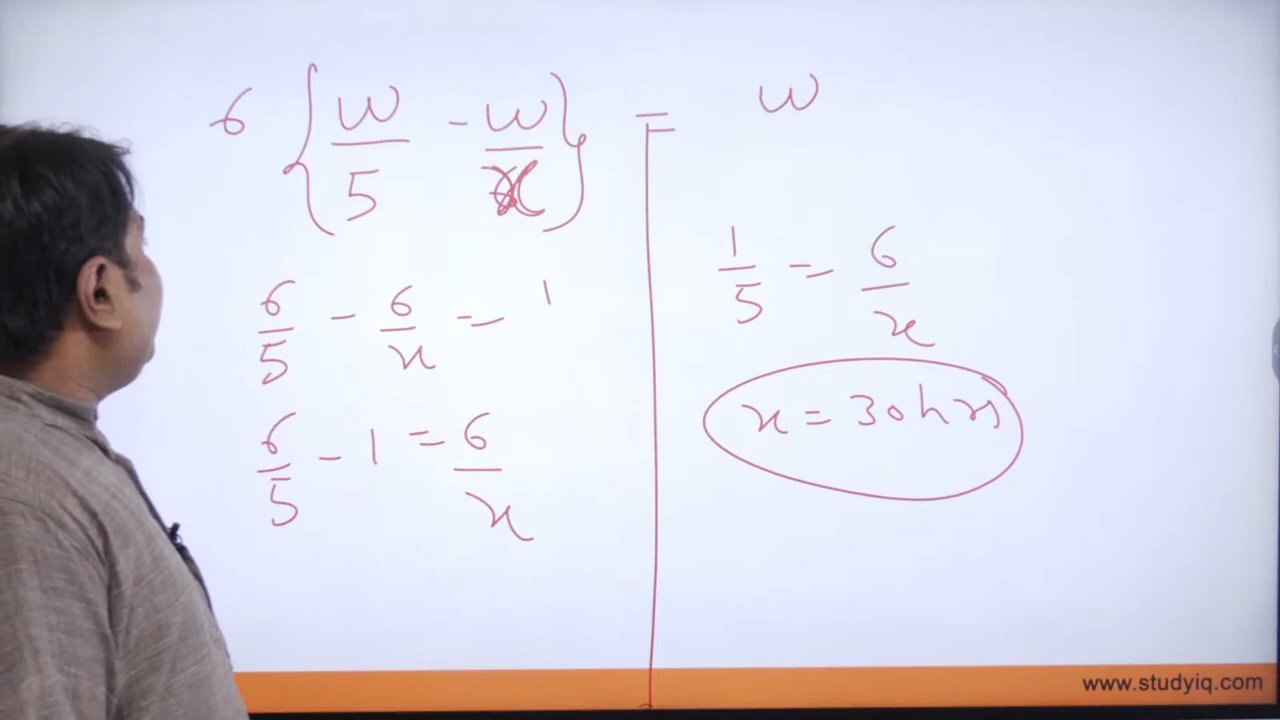 6 { w/5 - w/x } = w
6/5 - 6/x = 1
6/5 - 1 = 6/x
1/5 = 6/x
x = 30 hrs
www.studyiq.com